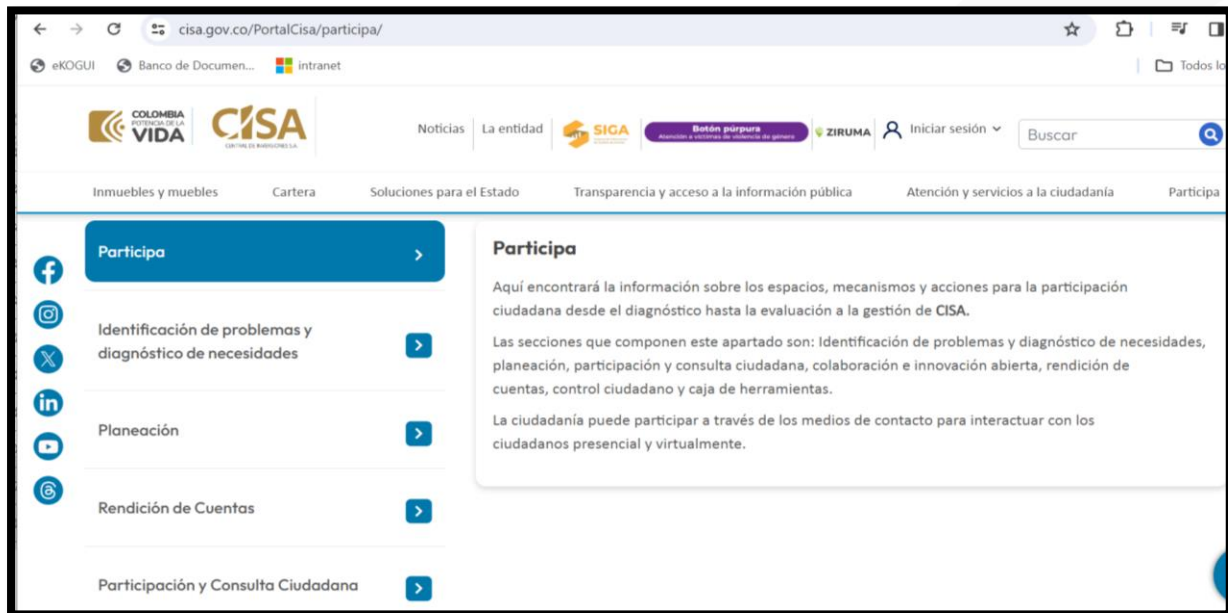 cisa.gov.co/PortalCisa/participa/
eKOGUI Banco de Documen... intranet Todos lo
COLOMBIA
POTENCIA DE LA
VIDA
CISA
CENTRAL DE INVERSIONES S.A.
Noticias La entidad SIGA Botón púrpura ZIRUMA Iniciar sesión Buscar
Atención a víctimas de violencia de género
Inmuebles y muebles Cartera Soluciones para el Estado Transparencia y acceso a la información pública Atención y servicios a la ciudadanía Participa
Participa
Identificación de problemas y
diagnóstico de necesidades
Planeación
Rendición de Cuentas
Participación y Consulta Ciudadana
Participa
Aquí encontrará la información sobre los espacios, mecanismos y acciones para la participación
ciudadana desde el diagnóstico hasta la evaluación a la gestión de CISA.
Las secciones que componen este apartado son: Identificación de problemas y diagnóstico de necesidades,
planeación, participación y consulta ciudadana, colaboración e innovación abierta, rendición de
cuentas, control ciudadano y caja de herramientas.
La ciudadanía puede participar a través de los medios de contacto para interactuar con los
ciudadanos presencial y virtualmente.